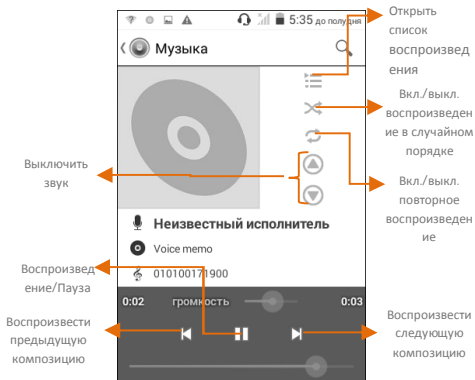 5:35 до полудня
Музыка
Открыть
список
воспроизвед
ения
Вкл./выкл.
воспроизведен
ие в случайном
порядке
Вкл./выкл.
повторное
воспроизведен
ие
Выключить
звук
Неизвестный исполнитель
Voice memo
010100171900
Воспроизвед
ение/Пауза
0:02 громкость 0:03
Воспроизвести
предыдущую
композицию
Воспроизвести
следующую
композицию